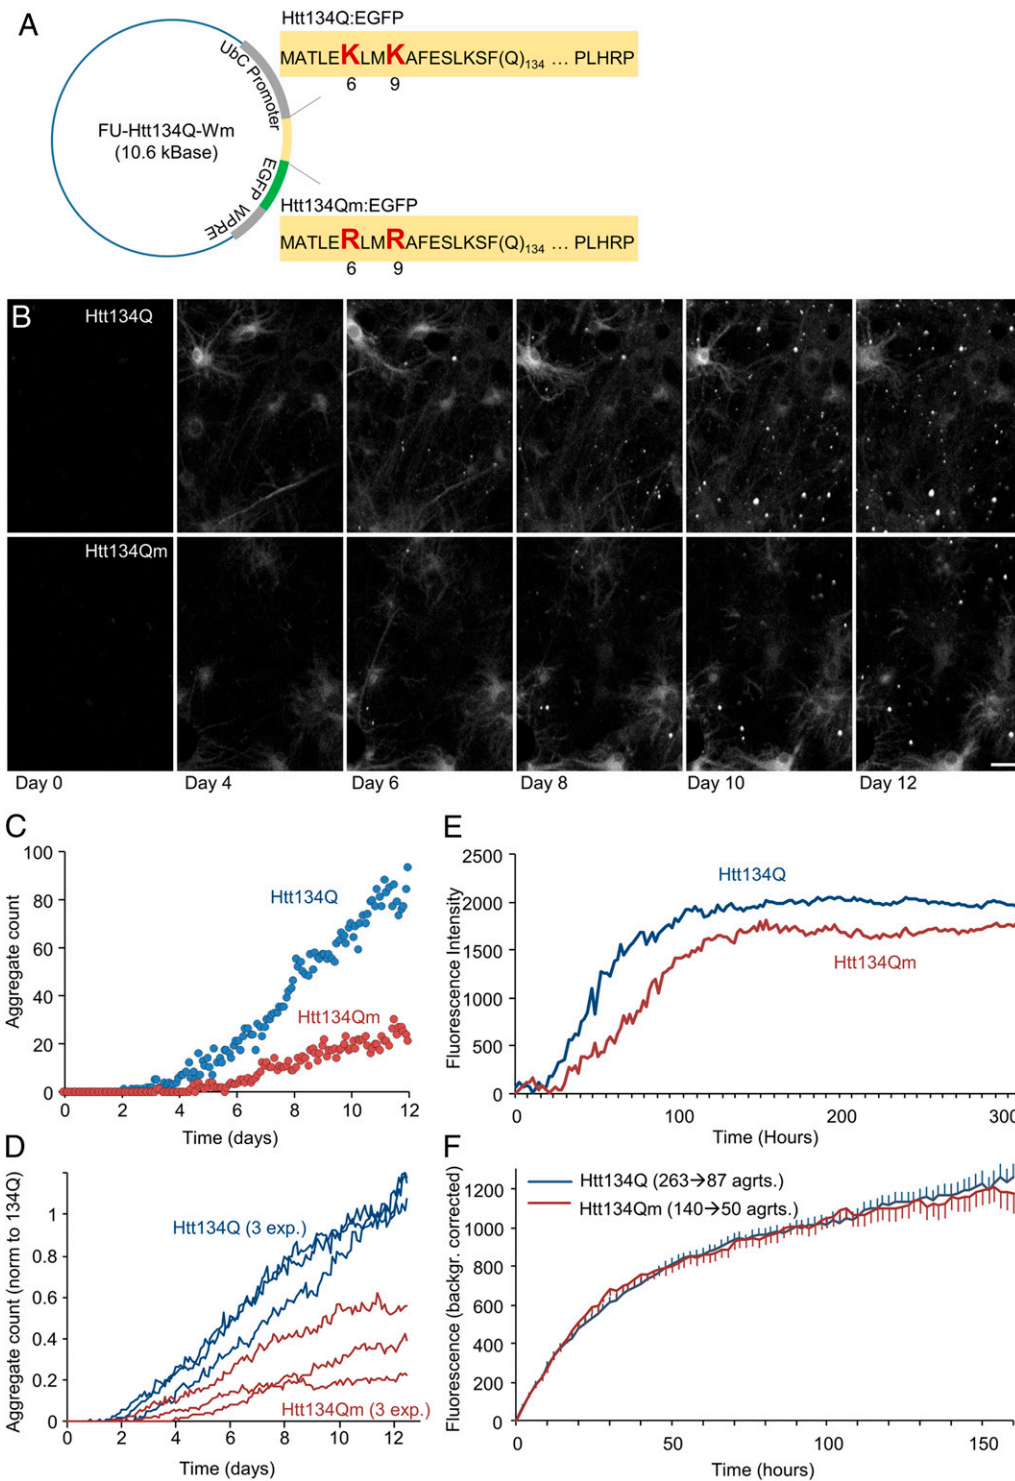 A
Htt134Q:EGFP
MATLEKLMKAFESLKSF(Q)134 ... PLHRP
6 9
UbC Promoter
FU-Htt134Q-Wm
(10.6 kBase)
EGFP
WPRE
Htt134Qm:EGFP
MATLERLMRAFESLKSF(Q)134 ... PLHRP
6 9
B
Htt134Q
Htt134Qm
Day 0 Day 4 Day 6 Day 8 Day 10 Day 12
C
Aggregate count
100
80
60
40
20
0
Htt134Q
Htt134Qm
0 2 4 6 8 10 12
Time (days)
E
Fluorescence Intensity
2500
2000
1500
1000
500
0
Htt134Q
Htt134Qm
0 100 200 300
Time (Hours)
D
Aggregate count (norm to 134Q)
1
0.8
0.6
0.4
0.2
0
Htt134Q (3 exp.)
Htt134Qm (3 exp.)
0 2 4 6 8 10 12
Time (days)
F
Fluorescence (backgr. corrected)
1200
1000
800
600
400
200
0
Htt134Q (263→87 agrts.)
Htt134Qm (140→50 agrts.)
0 50 100 150
Time (hours)